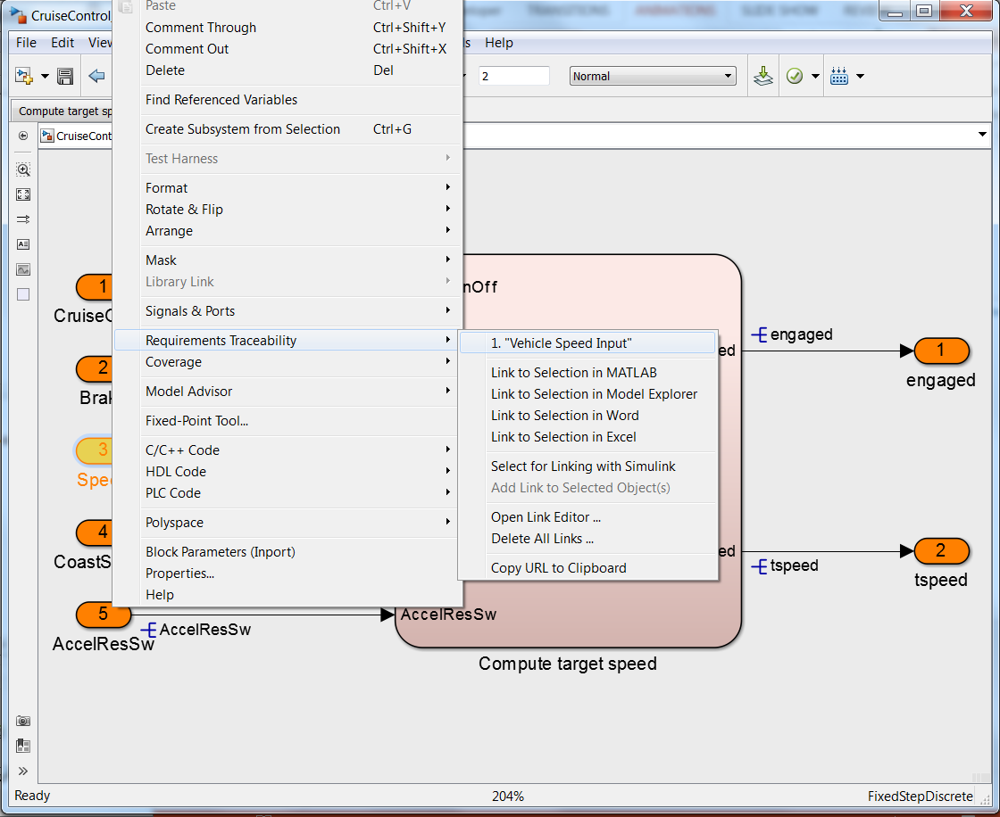 CruiseControl_
TRANSITIONS ANIMATIONS SLIDE SHOW
File Edit View Help
2 Normal
Compute target sp
CruiseCont
Paste Ctrl+V
Comment Through Ctrl+Shift+Y
Comment Out Ctrl+Shift+X
Delete Del
Find Referenced Variables
Create Subsystem from Selection Ctrl+G
Test Harness
Format
Rotate & Flip
Arrange
Mask
Library Link
Signals & Ports
Requirements Traceability
Coverage
Model Advisor
Fixed-Point Tool...
C/C++ Code
HDL Code
PLC Code
Polyspace
Block Parameters (Inport)
Properties...
Help
1. "Vehicle Speed Input"
Link to Selection in MATLAB
Link to Selection in Model Explorer
Link to Selection in Word
Link to Selection in Excel
Select for Linking with Simulink
Add Link to Selected Object(s)
Open Link Editor ...
Delete All Links ...
Copy URL to Clipboard
1
CruiseO
2
Brak
3
Spee
4
CoastS
5
AccelResSw
AccelResSw
nOff
AccelResSw
Compute target speed
ed
engaged
1
engaged
ed
tspeed
2
tspeed
Ready 204% FixedStepDiscrete